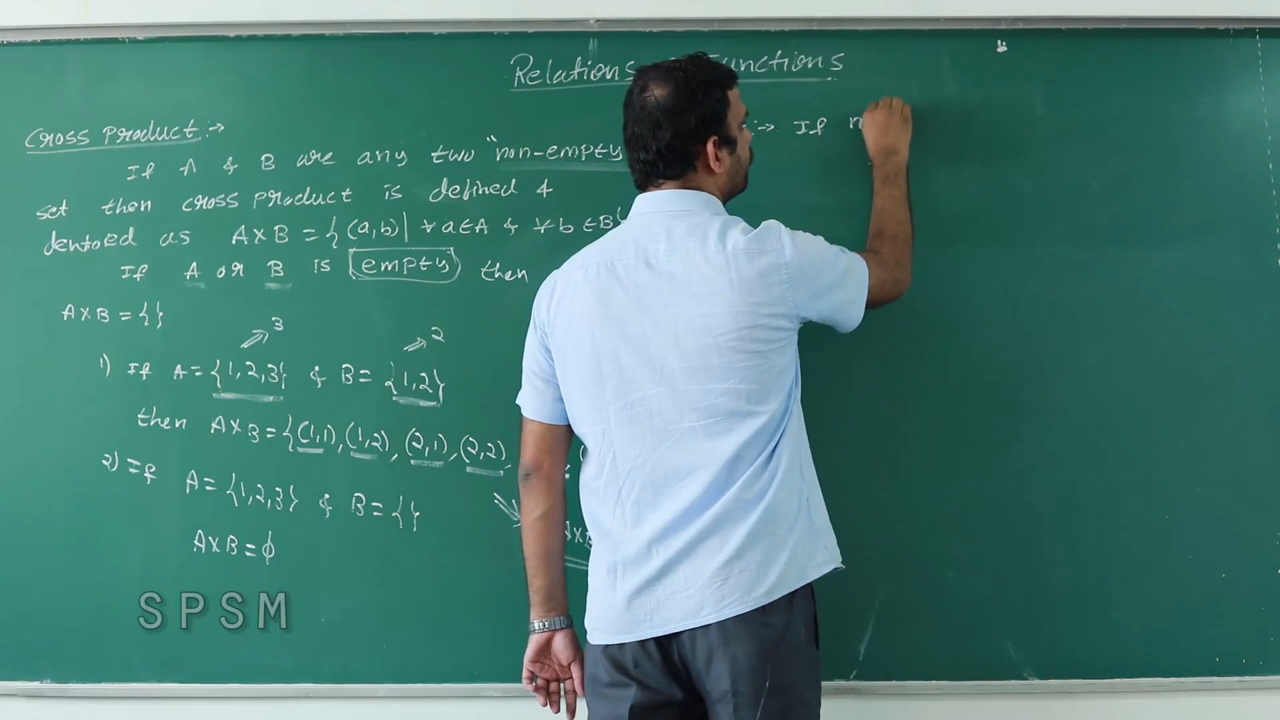 Relations Functions
Cross Product :→
If A & B are any two "non-empty
set then cross product is defined &
dentoed as A×B = {(a,b) | ∀ a∈A & ∀ b∈B}
If A or B is empty then
A×B = {}
3
2
1) If A = {1,2,3} & B = {1,2}
then A×B = {(1,1), (1,2), (2,1), (2,2),
2) If A = {1,2,3} & B = {}
A×B
A×B = ϕ
:→ If n
SPSM